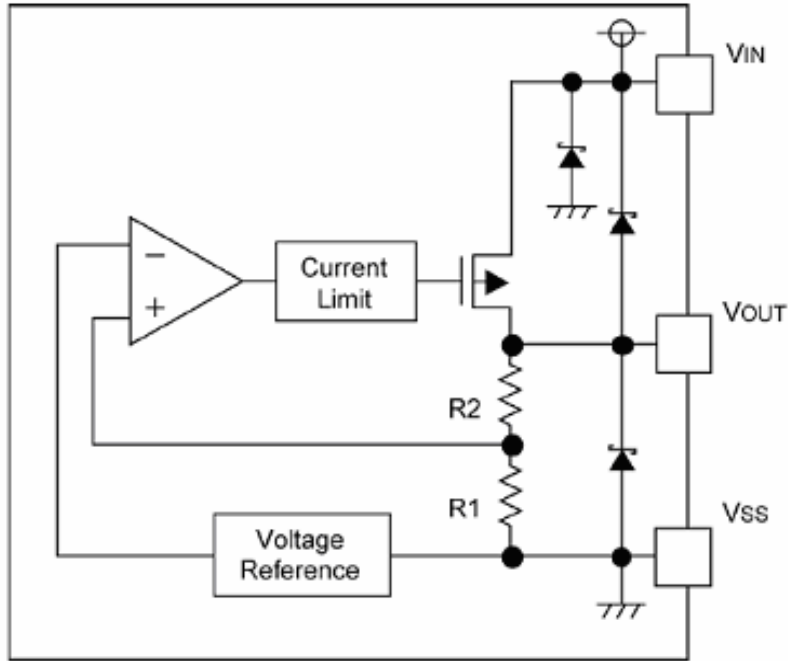 VIN
−
+
Current
Limit
VOUT
R2
R1
VSS
Voltage
Reference